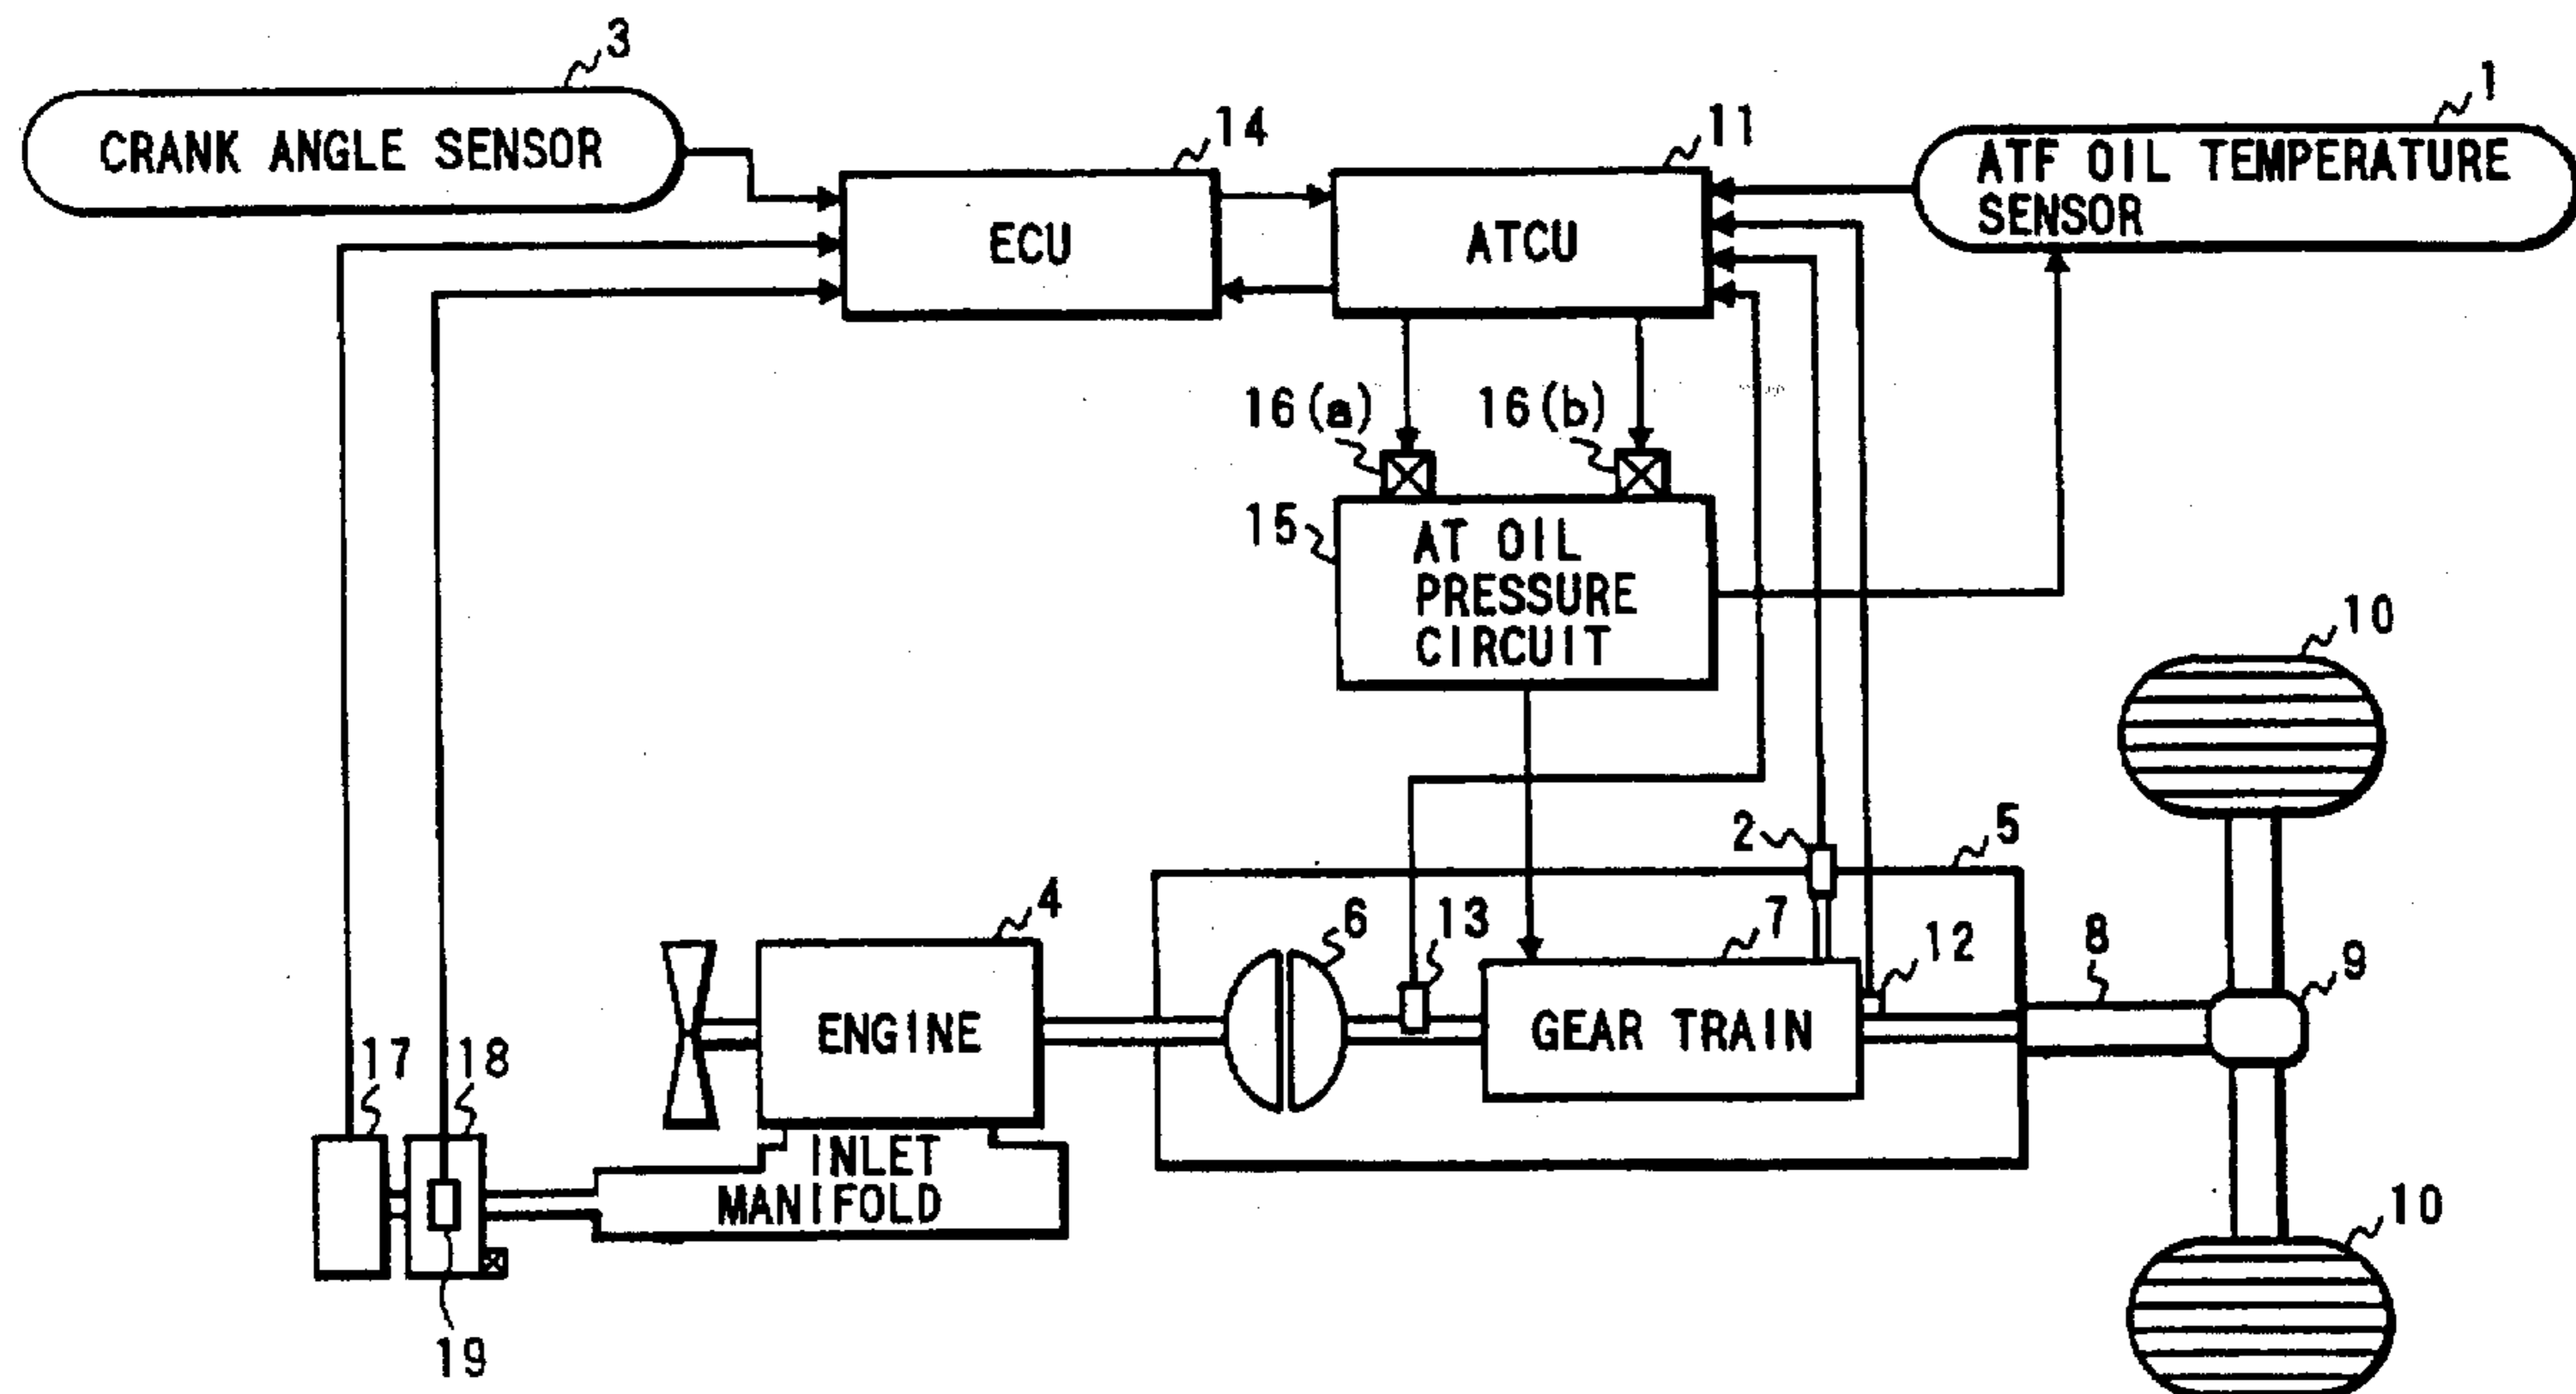 3
CRANK ANGLE SENSOR
14
ECU
11
ATCU
1
ATF OIL TEMPERATURE
SENSOR
16(a)
16(b)
15
AT OIL
PRESSURE
CIRCUIT
10
2
5
4
6
13
7
12
8
9
ENGINE
GEAR TRAIN
17
18
INLET
MANIFOLD
10
19